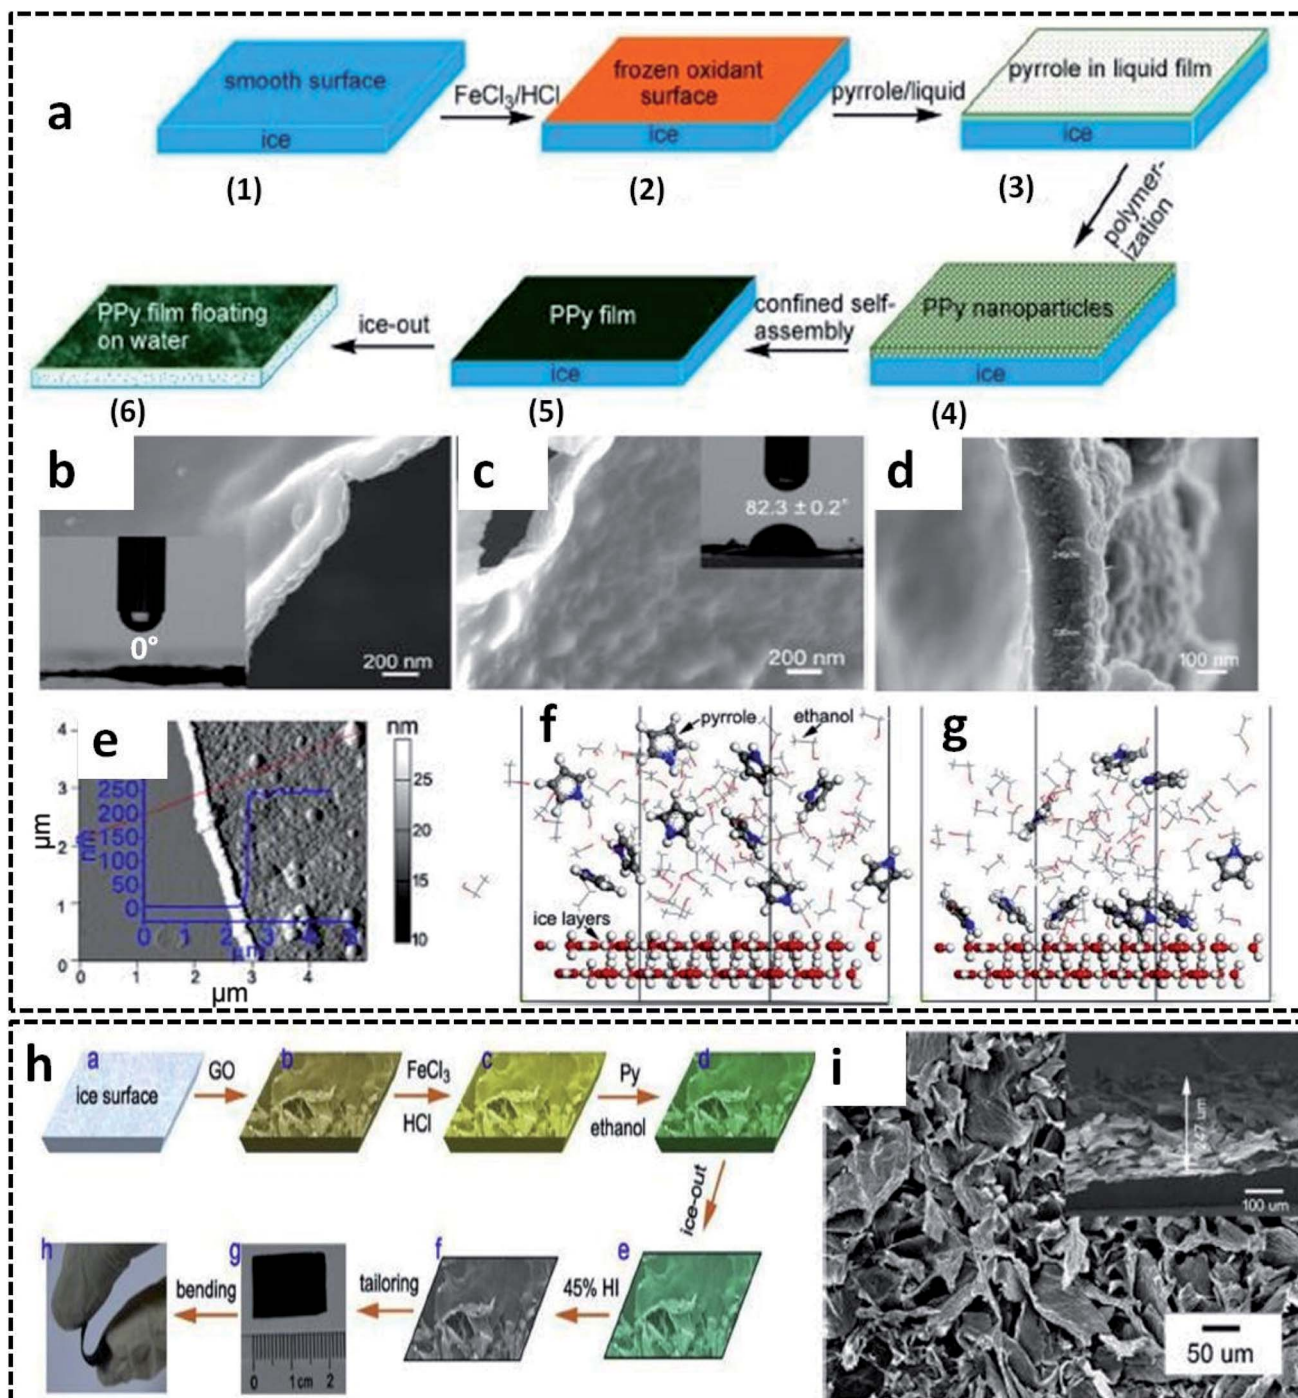 a
smooth surface
ice
(1)
FeCl₃/HCl
frozen oxidant
surface
ice
(2)
pyrrole/liquid
pyrrole in liquid film
ice
(3)
polymer-
ization
PPy nanoparticles
ice
(4)
confined self-
assembly
PPy film
ice
(5)
ice-out
PPy film floating
on water
(6)
b
0°
200 nm
c
82.3 ± 0.2°
200 nm
d
100 nm
e
4
3
2
1
0
µm
0
2
4
µm
250
200
150
100
50
0
nm
0
1
2
3
4
5
µm
nm
25
20
15
10
f
pyrrole
ethanol
ice layers
g
h
a
ice surface
GO
b
FeCl₃
HCl
c
Py
ethanol
d
ice-out
e
45% HI
f
tailoring
g
0 1cm 2
bending
h
i
247 um
100 um
50 um